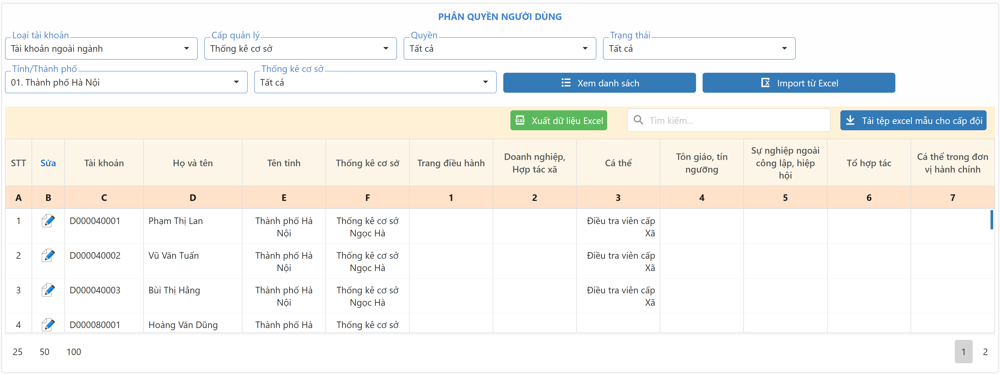 PHÂN QUYỀN NGƯỜI DÙNG
Loại tài khoản
Tài khoản ngoài ngành
Cấp quản lý
Thống kê cơ sở
Quyền
Tất cả
Trạng thái
Tất cả
Tỉnh/Thành phố
01. Thành phố Hà Nội
Thống kê cơ sở
Tất cả
Xem danh sách
Import từ Excel
Xuất dữ liệu Excel
Tìm kiếm...
Tải tệp excel mẫu cho cấp đội
STT
Sửa
Tài khoản
Họ và tên
Tên tỉnh
Thống kê cơ sở
Trang điều hành
Doanh nghiệp,
Hợp tác xã
Cá thể
Tôn giáo, tín
ngưỡng
Sự nghiệp ngoài
công lập, hiệp
hội
Tổ hợp tác
Cá thể trong đơn
vị hành chính
A B C D E F 1 2 3 4 5 6 7
1 D000040001 Phạm Thị Lan Thành phố Hà Thống kê cơ sở Điều tra viên cấp
Nội Ngọc Hà Xã
2 D000040002 Vũ Văn Tuấn Thành phố Hà Thống kê cơ sở Điều tra viên cấp
Nội Ngọc Hà Xã
3 D000040003 Bùi Thị Hằng Thành phố Hà Thống kê cơ sở Điều tra viên cấp
Nội Ngọc Hà Xã
4 D000080001 Hoàng Văn Dũng Thành phố Hà Thống kê cơ sở
25 50 100 1 2